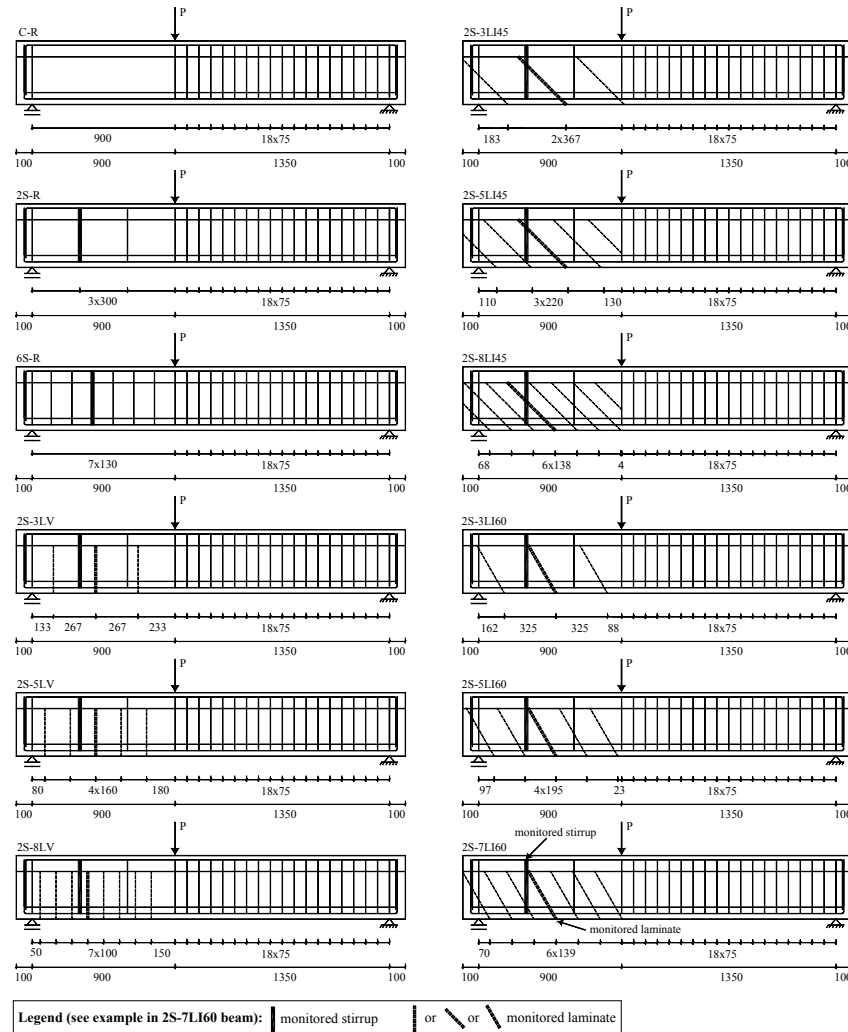 P
C-R
900
18x75
100
1350
100
P
2S-R
3x300
18x75
100
900
1350
100
P
6S-R
7x130
18x75
100
900
1350
100
P
2S-3LV
133
267
267
233
18x75
100
900
1350
100
P
2S-5LV
80
4x160
180
18x75
100
900
1350
100
P
2S-8LV
50
7x100
150
18x75
100
900
1350
100
P
2S-3LI45
183
2x367
18x75
100
900
1350
100
P
2S-5LI45
110
3x220
130
18x75
100
900
1350
100
P
2S-8LI45
68
6x138
4
18x75
100
900
1350
100
P
2S-3LI60
162
325
325
88
18x75
100
900
1350
100
P
2S-5LI60
97
4x195
23
18x75
100
900
1350
100
P
monitored stirrup
2S-7LI60
monitored laminate
70
6x139
18x75
100
900
1350
100
Legend (see example in 2S-7LI60 beam): monitored stirrup or or monitored laminate